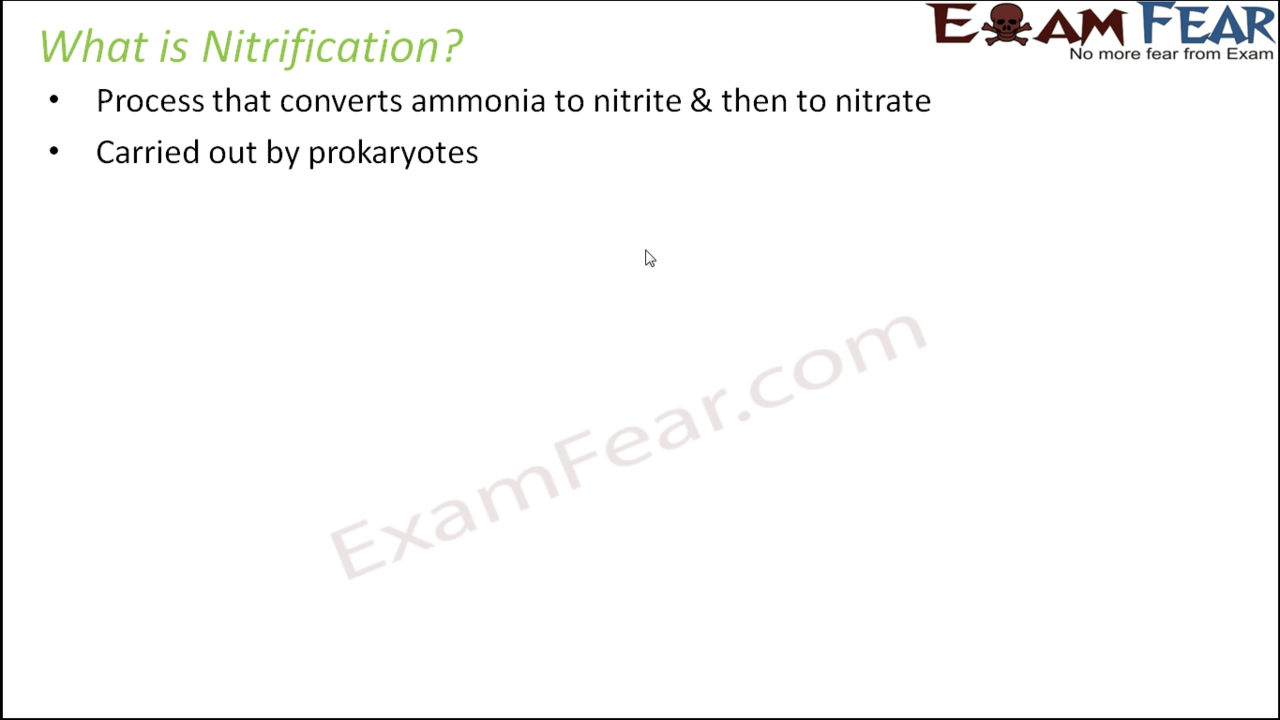 What is Nitrification?
EXAM FEAR
No more fear from Exam
• Process that converts ammonia to nitrite & then to nitrate
• Carried out by prokaryotes
ExamFear.com